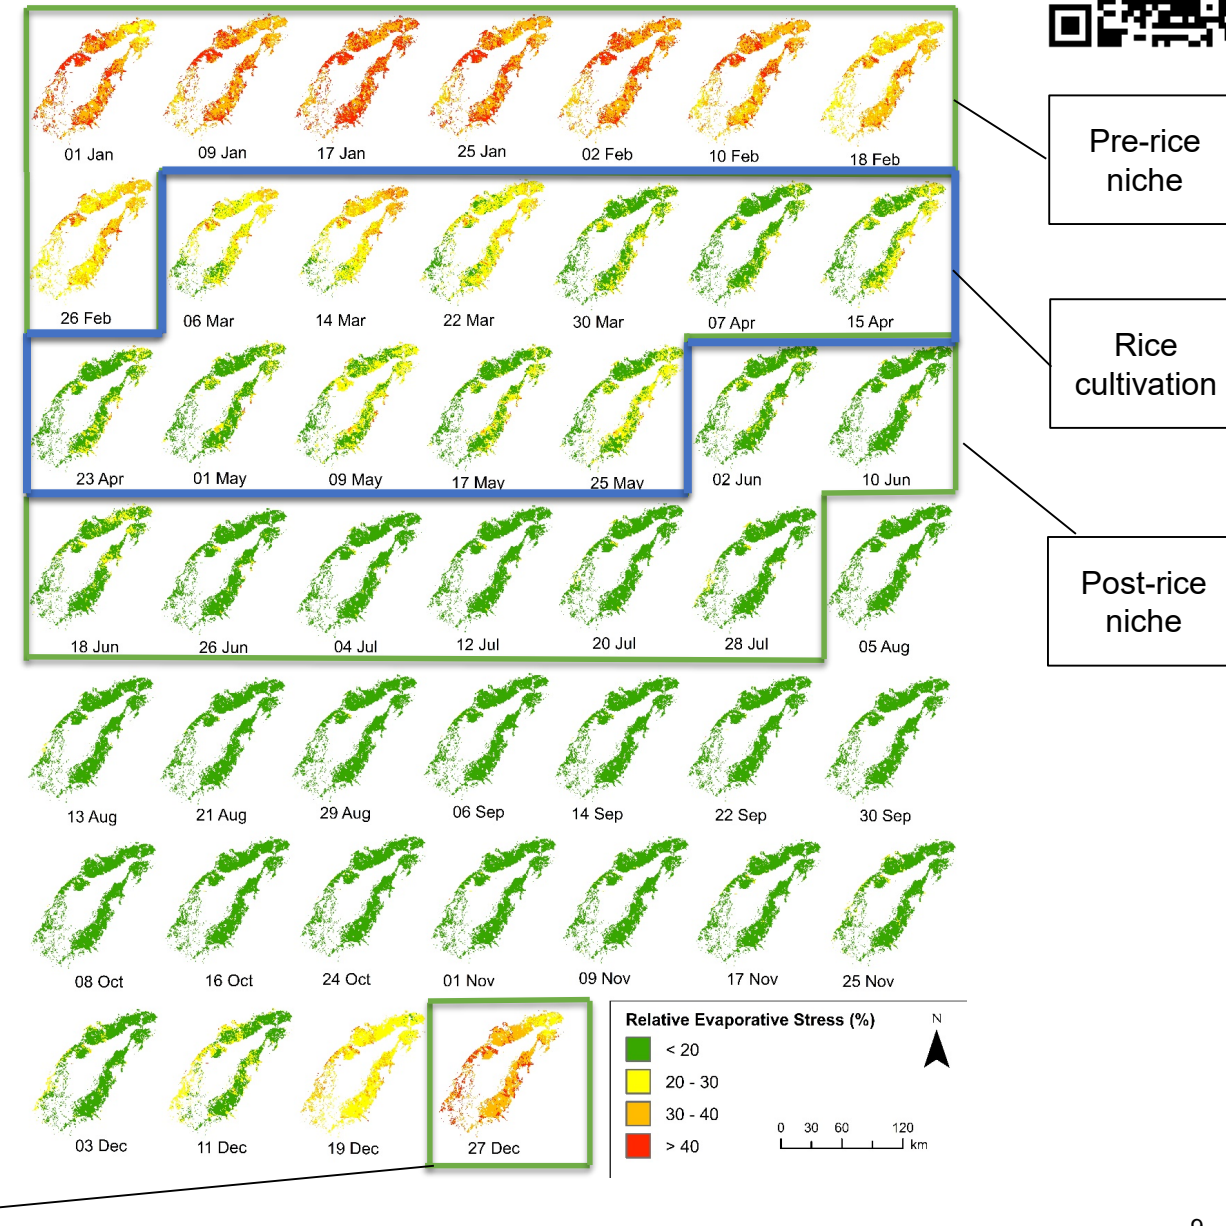 01 Jan
09 Jan
17 Jan
25 Jan
02 Feb
10 Feb
18 Feb
Pre-rice
niche
26 Feb
06 Mar
14 Mar
22 Mar
30 Mar
07 Apr
15 Apr
Rice
cultivation
23 Apr
01 May
09 May
17 May
25 May
02 Jun
10 Jun
Post-rice
niche
18 Jun
26 Jun
04 Jul
12 Jul
20 Jul
28 Jul
05 Aug
13 Aug
21 Aug
29 Aug
06 Sep
14 Sep
22 Sep
30 Sep
08 Oct
16 Oct
24 Oct
01 Nov
09 Nov
17 Nov
25 Nov
03 Dec
11 Dec
19 Dec
27 Dec
Relative Evaporative Stress (%)
< 20
20 - 30
30 - 40
> 40
N
0 30 60 120
km